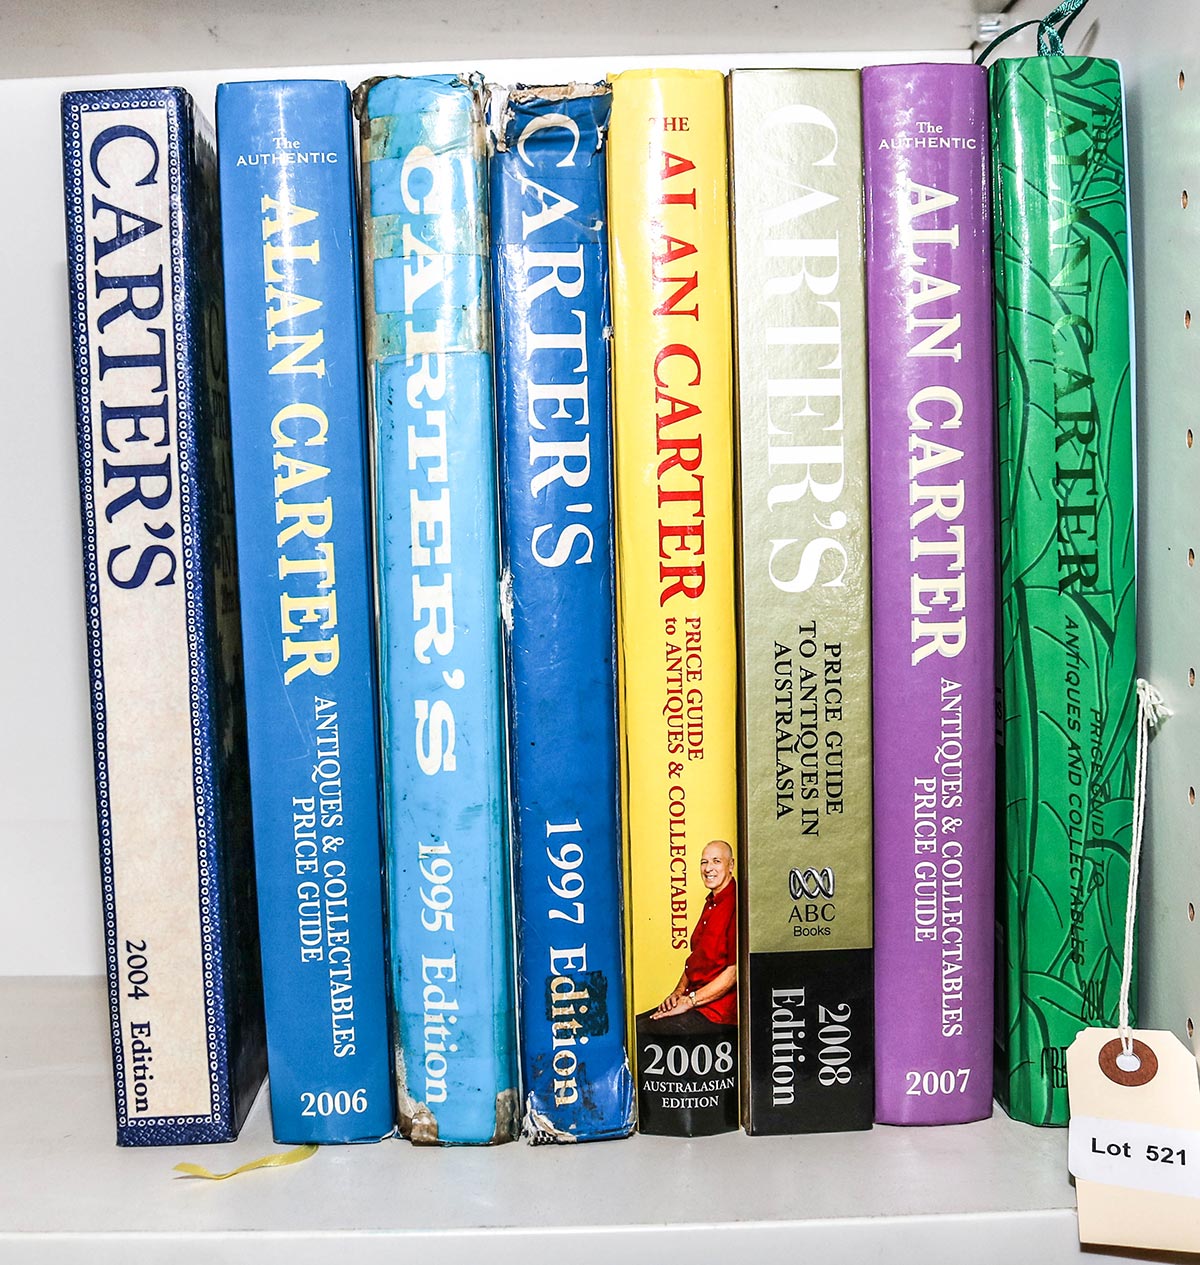 CARTER'S
2004 Edition
The
AUTHENTIC
ALAN CARTER
ANTIQUES & COLLECTABLES
PRICE GUIDE
2006
CARTER'S
1995 Edition
CARTER'S
1997 Edition
THE
ALAN CARTER
PRICE GUIDE
to ANTIQUES & COLLECTABLES
2008
AUSTRALASIAN
EDITION
CARTER'S
PRICE GUIDE
TO ANTIQUES IN
AUSTRALASIA
ABC
Books
2008
Edition
The
AUTHENTIC
ALAN CARTER
ANTIQUES & COLLECTABLES
PRICE GUIDE
2007
The
ALAN CARTER
PRICE GUIDE TO
ANTIQUES AND COLLECTABLES
Lot 521